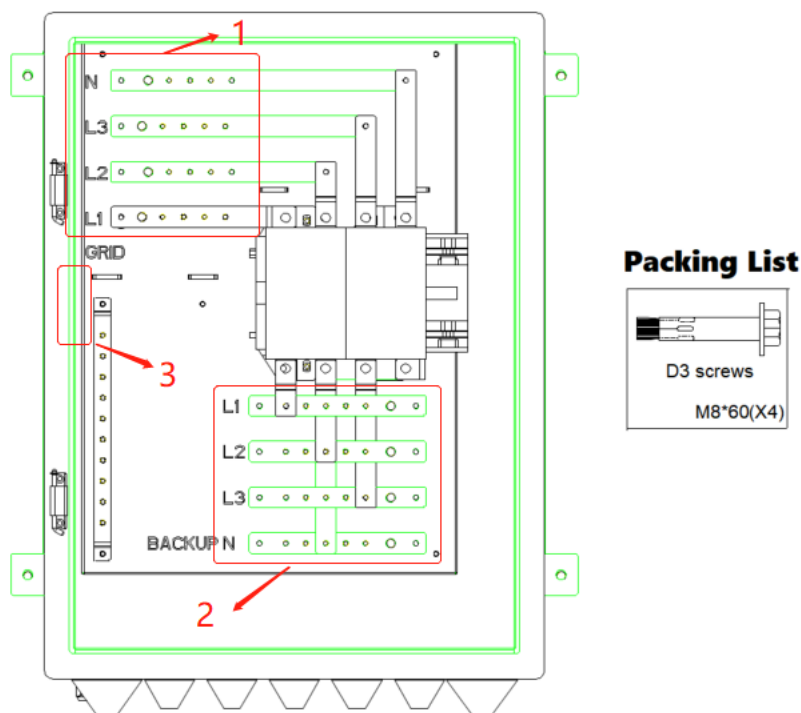 1
N
L3
L2
L1
GRID
3
L1
L2
L3
BACKUP N
2
Packing List
D3 screws
M8*60(X4)